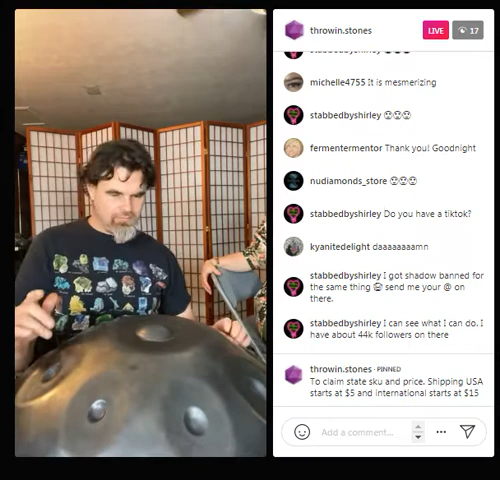 throwin.stones
LIVE
17
stabbedbyshirley
michelle4755 It is mesmerizing
stabbedbyshirley
fermentermentor Thank you! Goodnight
nudiamonds_store
stabbedbyshirley Do you have a tiktok?
kyanitedelight daaaaaaaamn
stabbedbyshirley I got shadow banned for
the same thing 😭 send me your @ on
there.
stabbedbyshirley I can see what I can do. I
have about 44k followers on there
throwin.stones · PINNED
To claim state sku and price. Shipping USA
starts at $5 and international starts at $15
Add a comment...